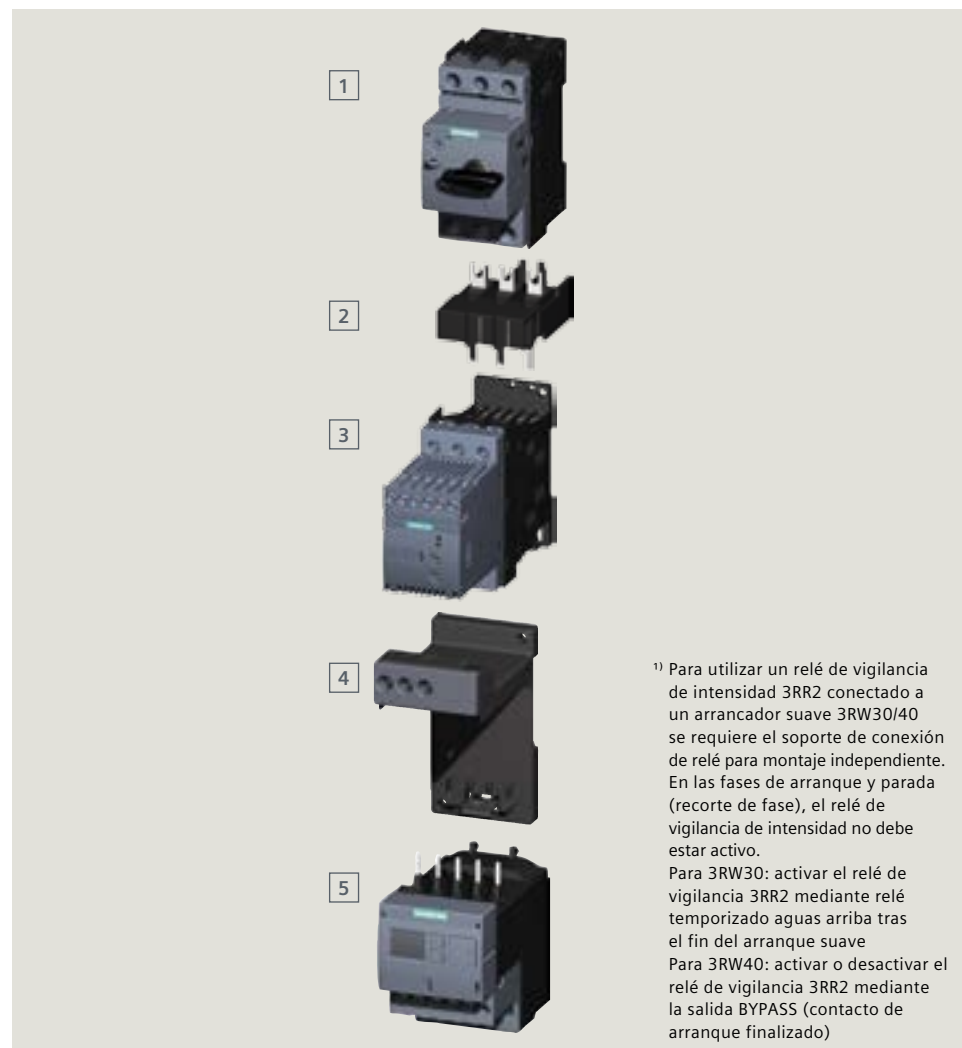 1
2
3
4
5
¹⁾ Para utilizar un relé de vigilancia
de intensidad 3RR2 conectado a
un arrancador suave 3RW30/40
se requiere el soporte de conexión
de relé para montaje independiente.
En las fases de arranque y parada
(recorte de fase), el relé de
vigilancia de intensidad no debe
estar activo.
Para 3RW30: activar el relé de
vigilancia 3RR2 mediante relé
temporizado aguas arriba tras
el fin del arranque suave
Para 3RW40: activar o desactivar el
relé de vigilancia 3RR2 mediante
la salida BYPASS (contacto de
arranque finalizado)